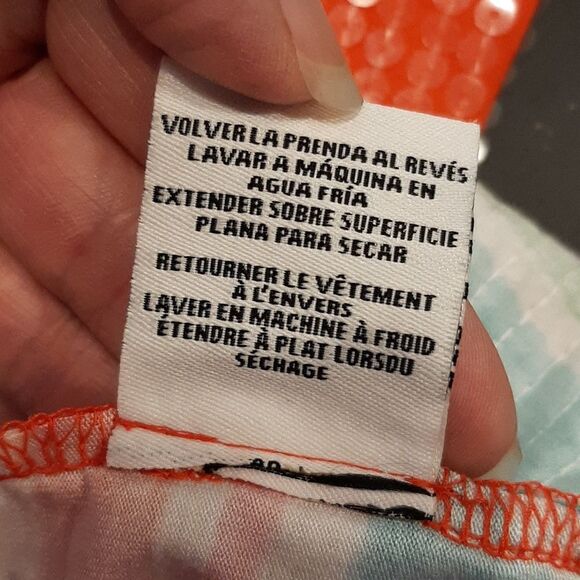 VOLVER LA PRENDA AL REVÉS
LAVAR A MÁQUINA EN
AGUA FRÍA
EXTENDER SOBRE SUPERFICIE
PLANA PARA SECAR
RETOURNER LE VÊTEMENT
À L'ENVERS
LAVER EN MACHINE À FROID
ÉTENDRE À PLAT LORSDU
SÉCHAGE